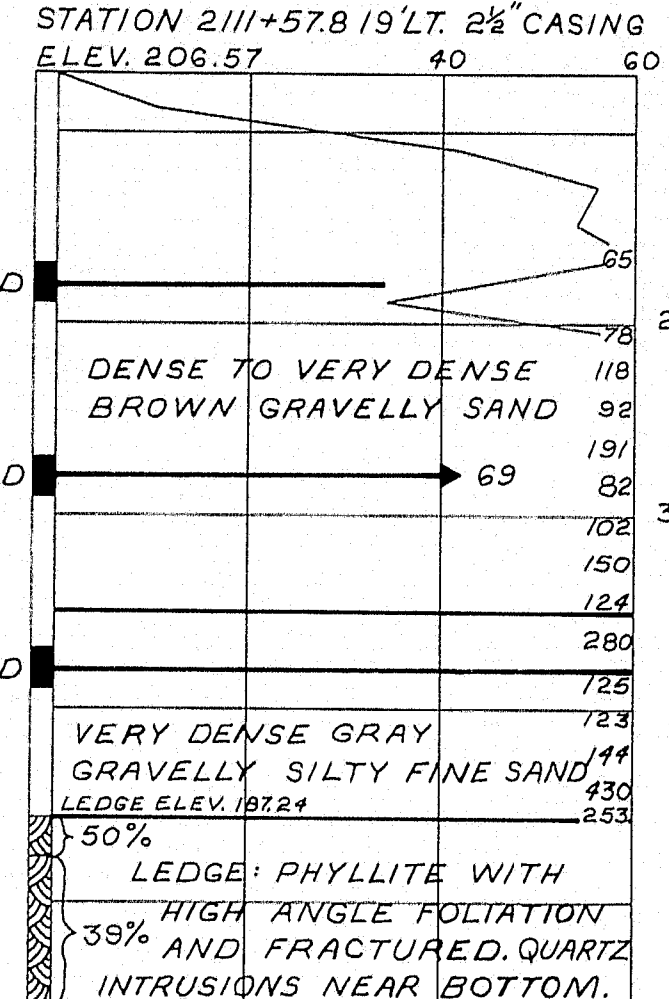 STATION 2111+57.8 19'LT. 2½" CASING
ELEV. 206.57
40
60
65
D
2
78
DENSE TO VERY DENSE
118
BROWN GRAVELLY SAND
92
191
D
69
82
3
102
150
124
280
D
125
123
VERY DENSE GRAY
144
GRAVELLY SILTY FINE SAND
430
LEDGE ELEV. 187.24
253
50%
LEDGE: PHYLLITE WITH
HIGH ANGLE FOLIATION
39%
AND FRACTURED. QUARTZ
INTRUSIONS NEAR BOTTOM.